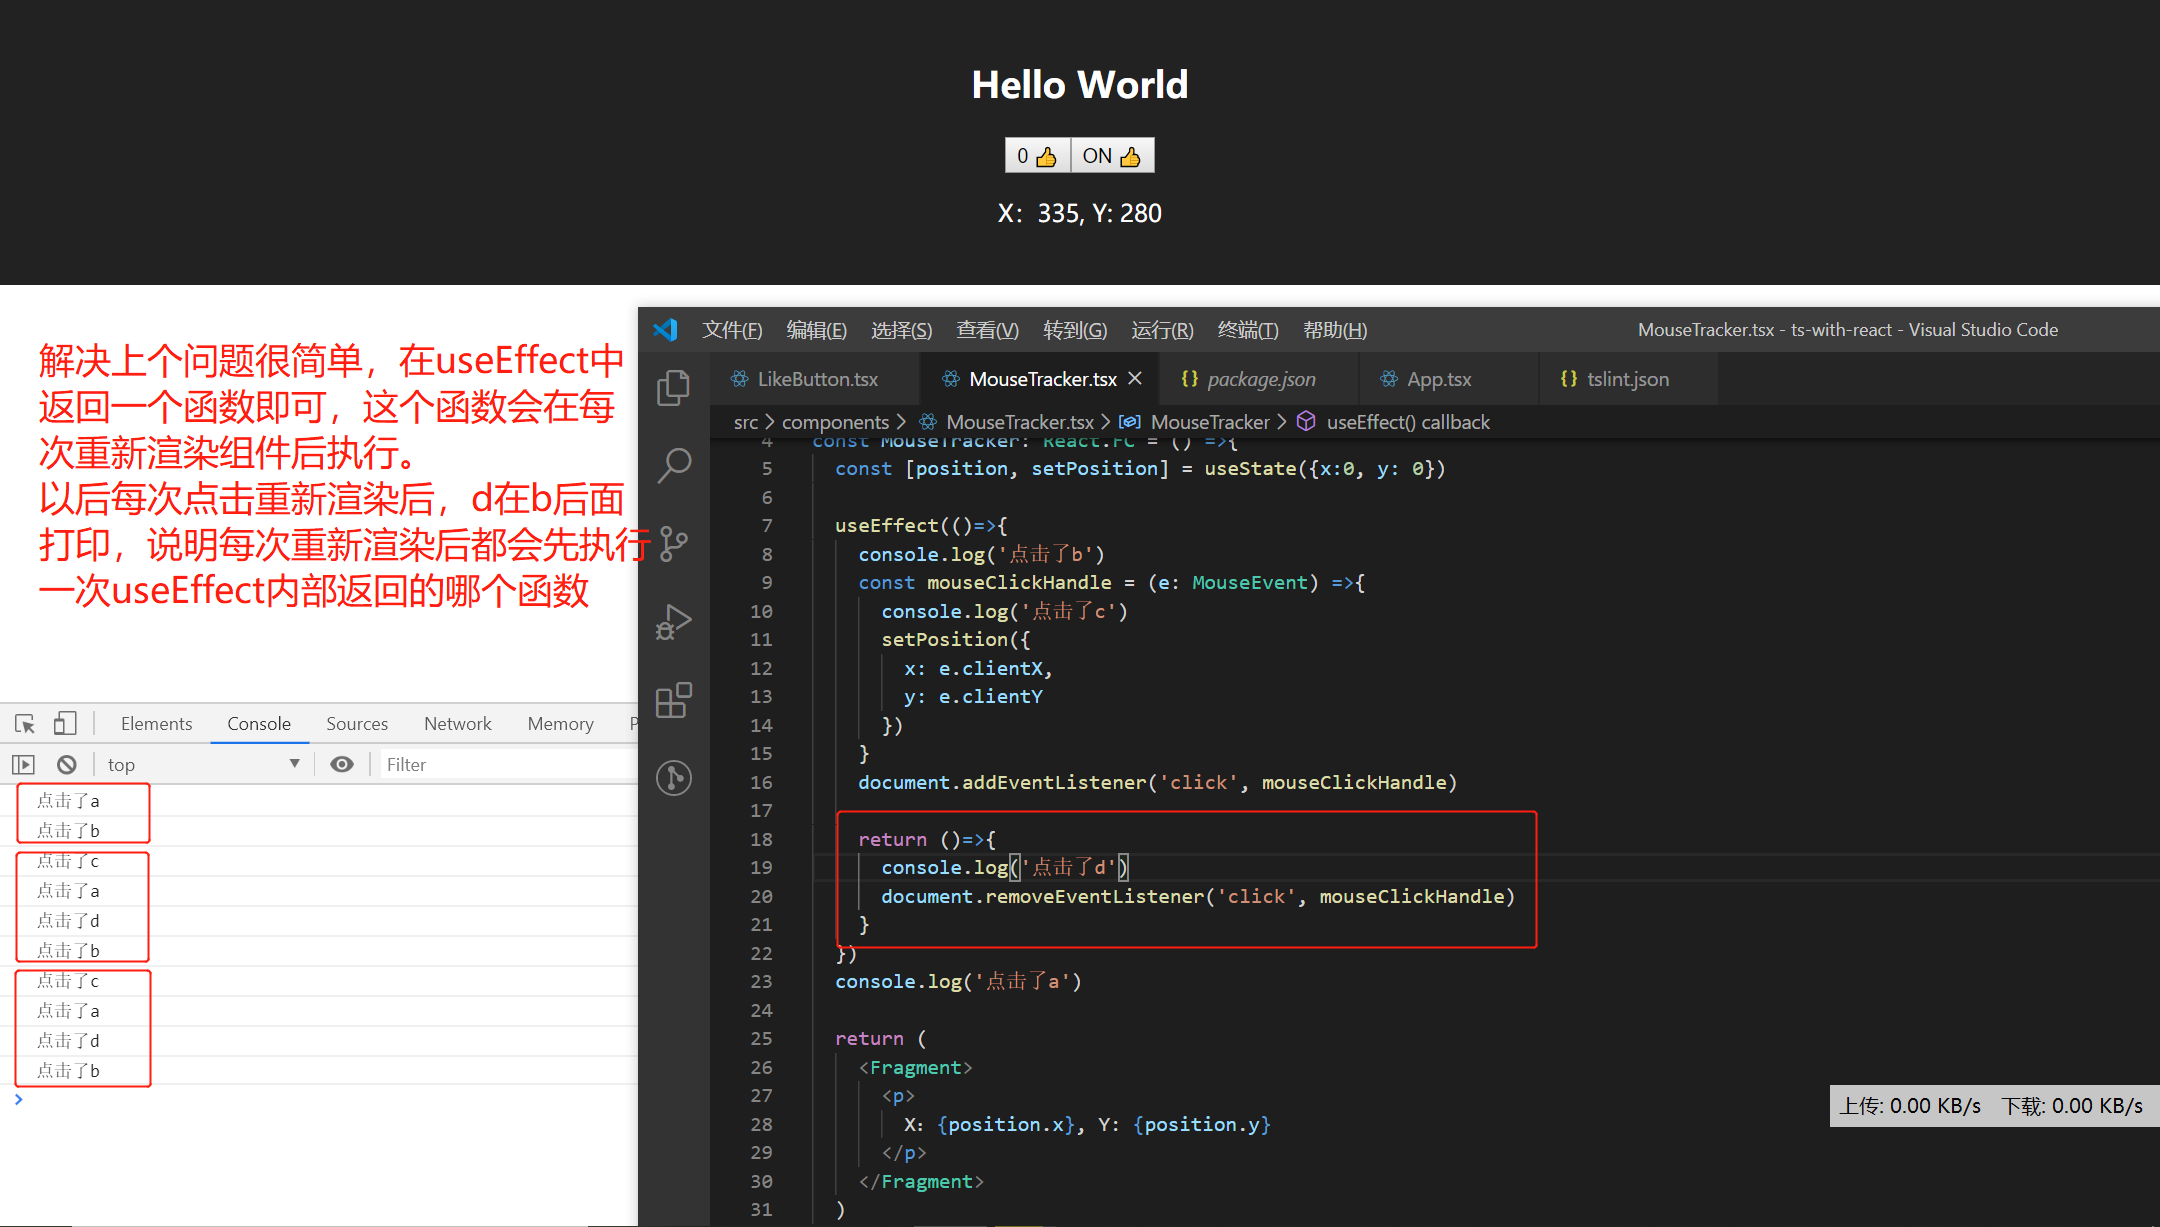 Hello World
0 👍 ON 👍
X: 335, Y: 280
解决上个问题很简单，在useEffect中
返回一个函数即可，这个函数会在每
次重新渲染组件后执行。
以后每次点击重新渲染后，d在b后面
打印，说明每次重新渲染后都会先执行
一次useEffect内部返回的哪个函数
文件(F) 编辑(E) 选择(S) 查看(V) 转到(G) 运行(R) 终端(T) 帮助(H) MouseTracker.tsx - ts-with-react - Visual Studio Code
LikeButton.tsx MouseTracker.tsx × {} package.json App.tsx {} tslint.json
src > components > MouseTracker.tsx > MouseTracker > useEffect() callback
4 const MouseTracker: React.FC = () =>{
5 const [position, setPosition] = useState({x:0, y: 0})
6
7 useEffect(()=>{
8 console.log('点击了b')
9 const mouseClickHandle = (e: MouseEvent) =>{
10 console.log('点击了c')
11 setPosition({
12 x: e.clientX,
13 y: e.clientY
14 })
15 }
16 document.addEventListener('click', mouseClickHandle)
17
18 return ()=>{
19 console.log('点击了d')
20 document.removeEventListener('click', mouseClickHandle)
21 }
22 })
23 console.log('点击了a')
24
25 return (
26 <Fragment>
27 <p>
28 X: {position.x}, Y: {position.y}
29 </p>
30 </Fragment>
31 )
Elements Console Sources Network Memory P
top ▼ Filter
点击了a
点击了b
点击了c
点击了a
点击了d
点击了b
点击了c
点击了a
点击了d
点击了b
>
上传: 0.00 KB/s 下载: 0.00 KB/s